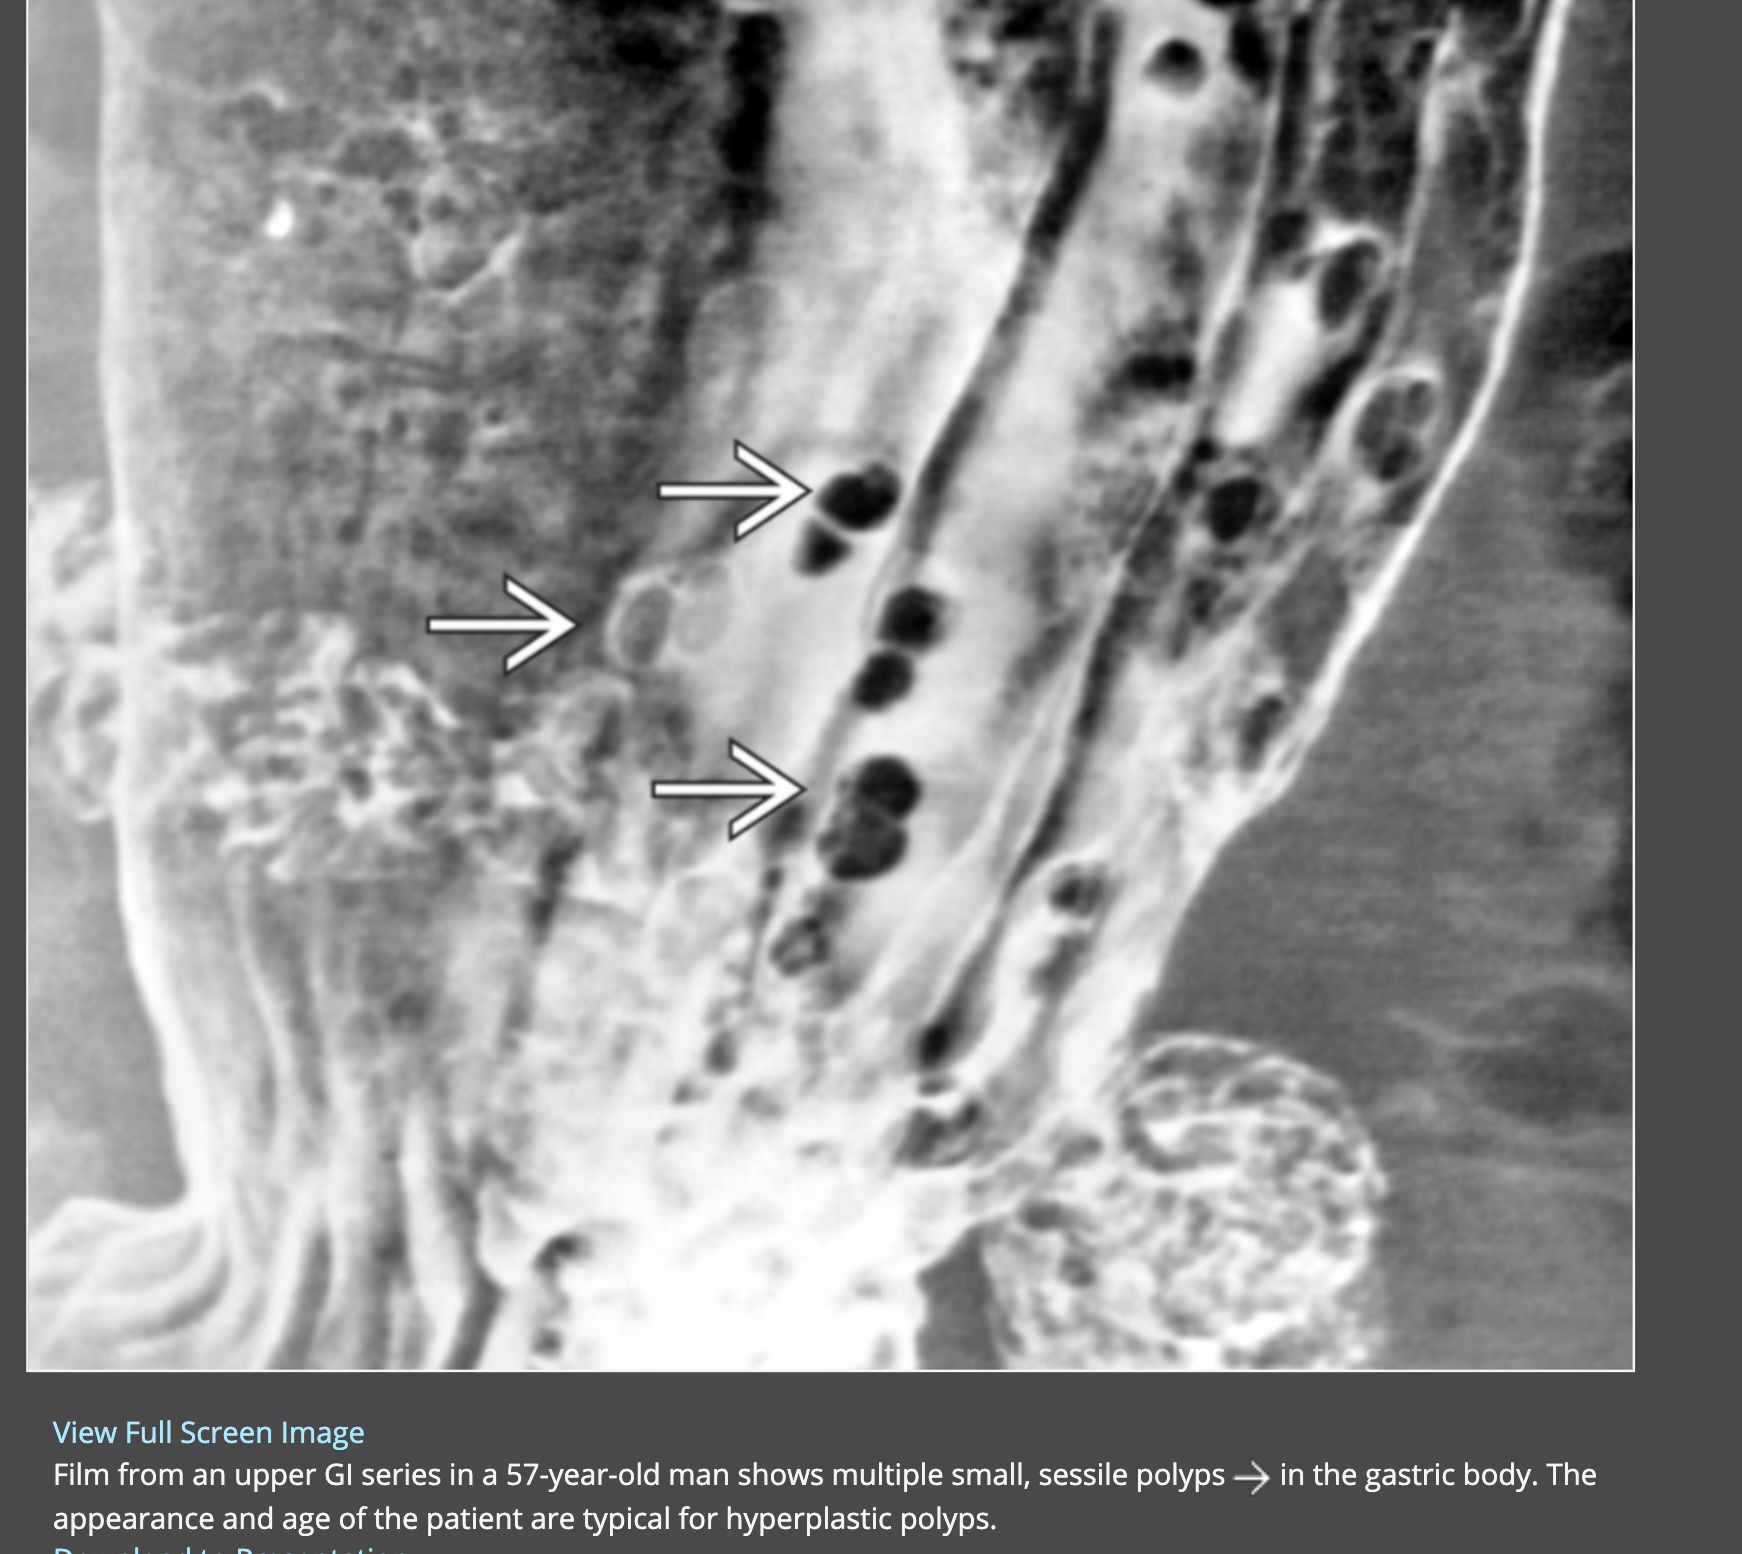 View Full Screen Image
Film from an upper GI series in a 57-year-old man shows multiple small, sessile polyps → in the gastric body. The
appearance and age of the patient are typical for hyperplastic polyps.